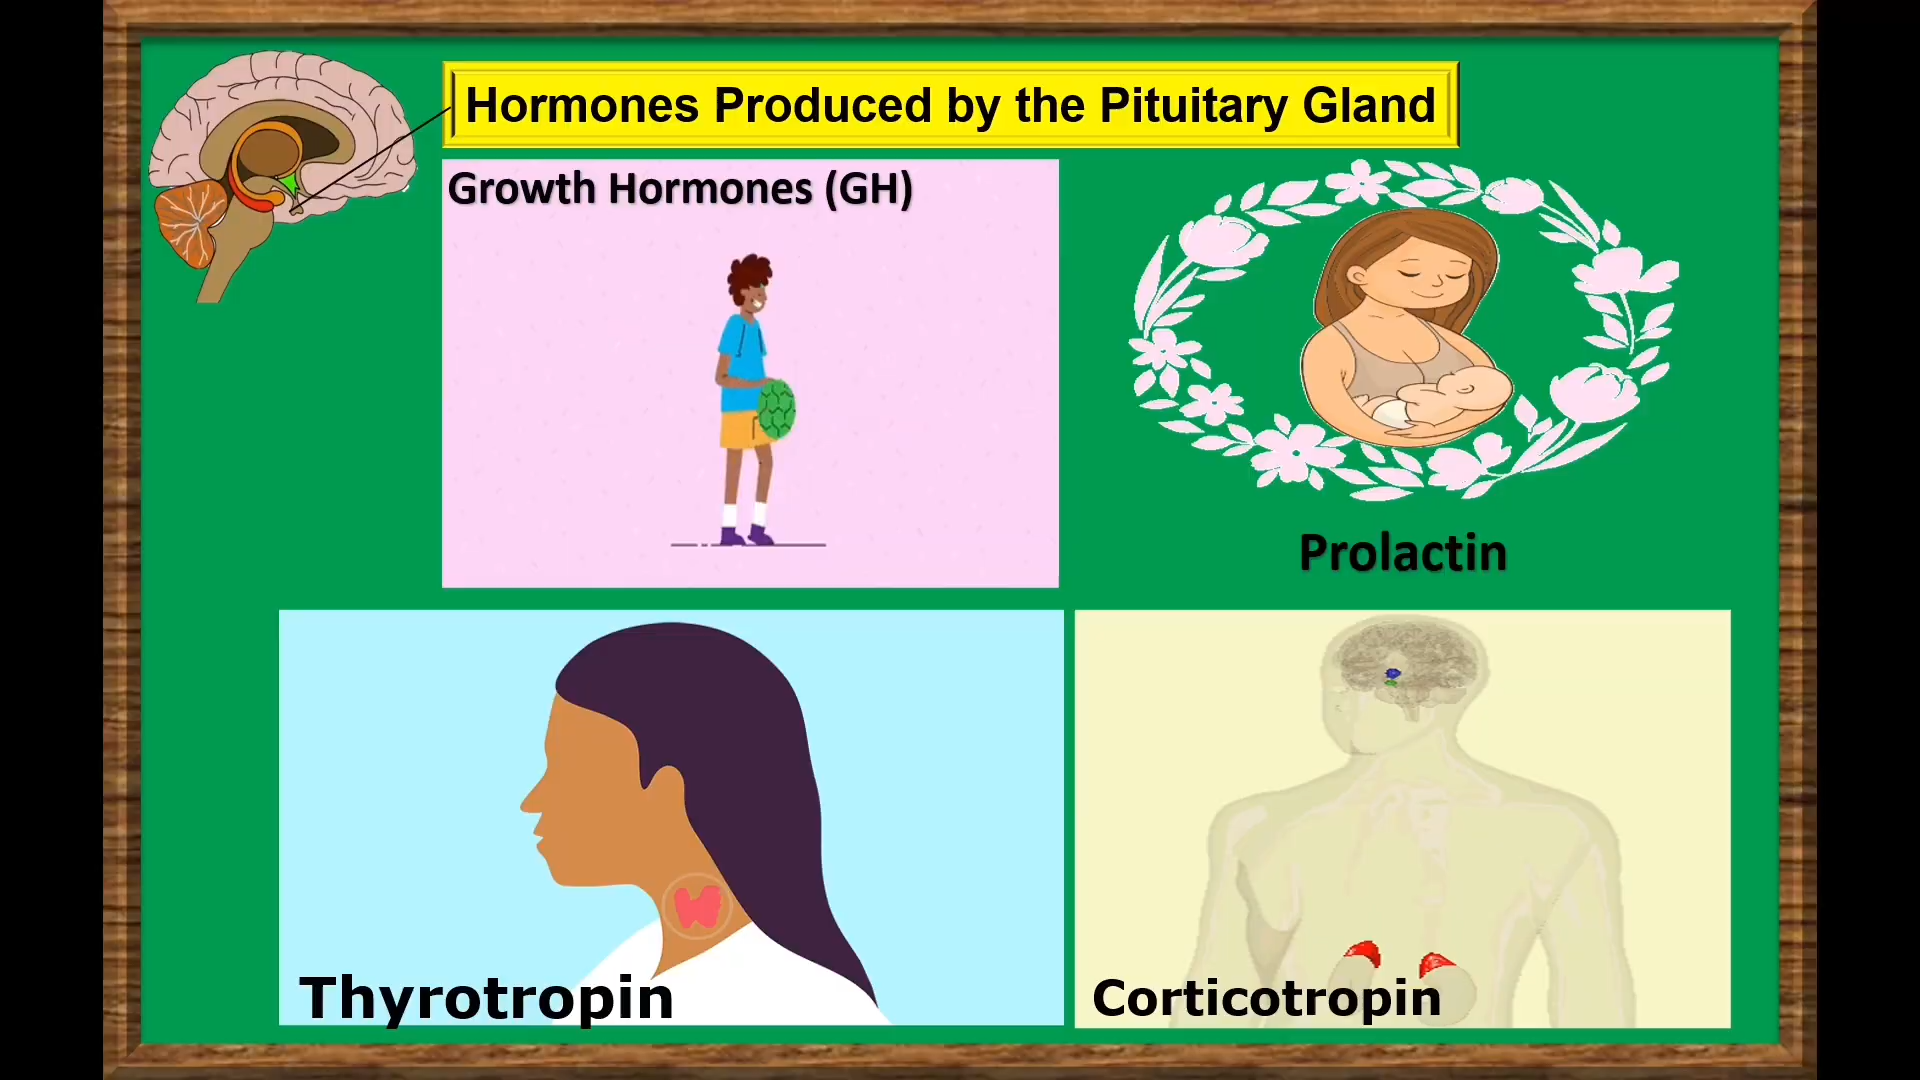 Hormones Produced by the Pituitary Gland
Growth Hormones (GH)
Prolactin
Thyrotropin
Corticotropin